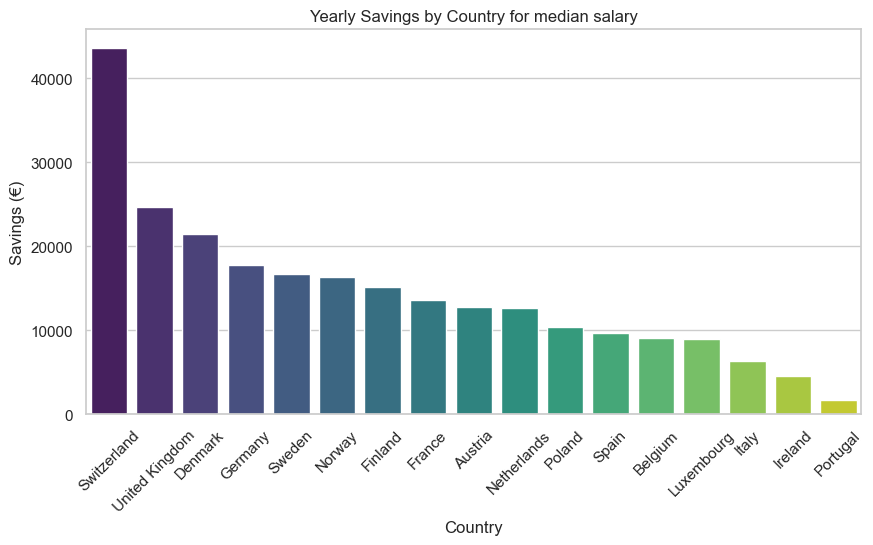 Yearly Savings by Country for median salary
Savings (€)
40000
30000
20000
10000
0
Switzerland
United Kingdom
Denmark
Germany
Sweden
Norway
Finland
France
Austria
Netherlands
Poland
Spain
Belgium
Luxembourg
Italy
Ireland
Portugal
Country